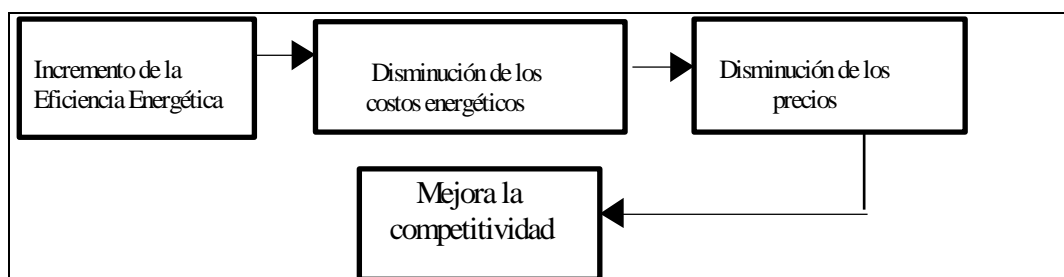 Incremento de la
Eficiencia Energética
Disminución de los
costos energéticos
Disminución de los
precios
Mejora la
competitividad